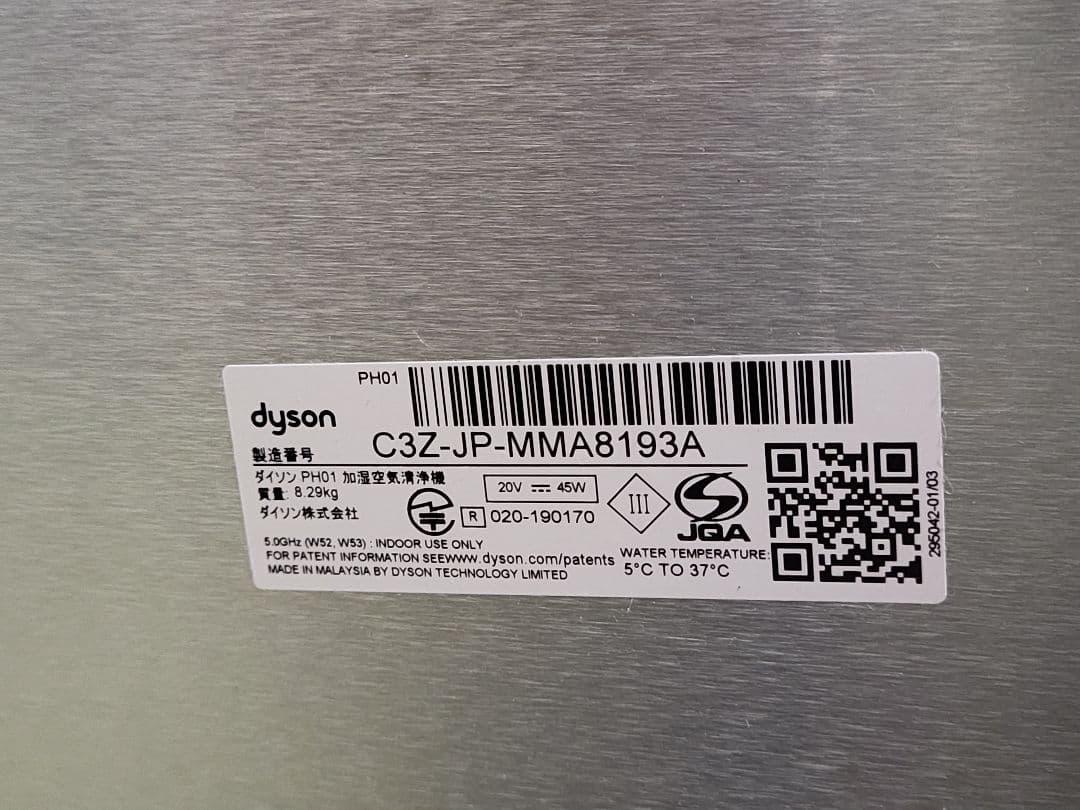 PH01
dyson
製造番号 C3Z-JP-MMA8193A
ダイソン PH01 加湿空気清浄機
質量: 8.29kg
ダイソン株式会社
20V ⎓ 45W
R 020-190170
III
JQA
5.0GHz (W52, W53) : INDOOR USE ONLY
FOR PATENT INFORMATION SEEwww.dyson.com/patents
MADE IN MALAYSIA BY DYSON TECHNOLOGY LIMITED
WATER TEMPERATURE:
5°C TO 37°C
295042-01/03